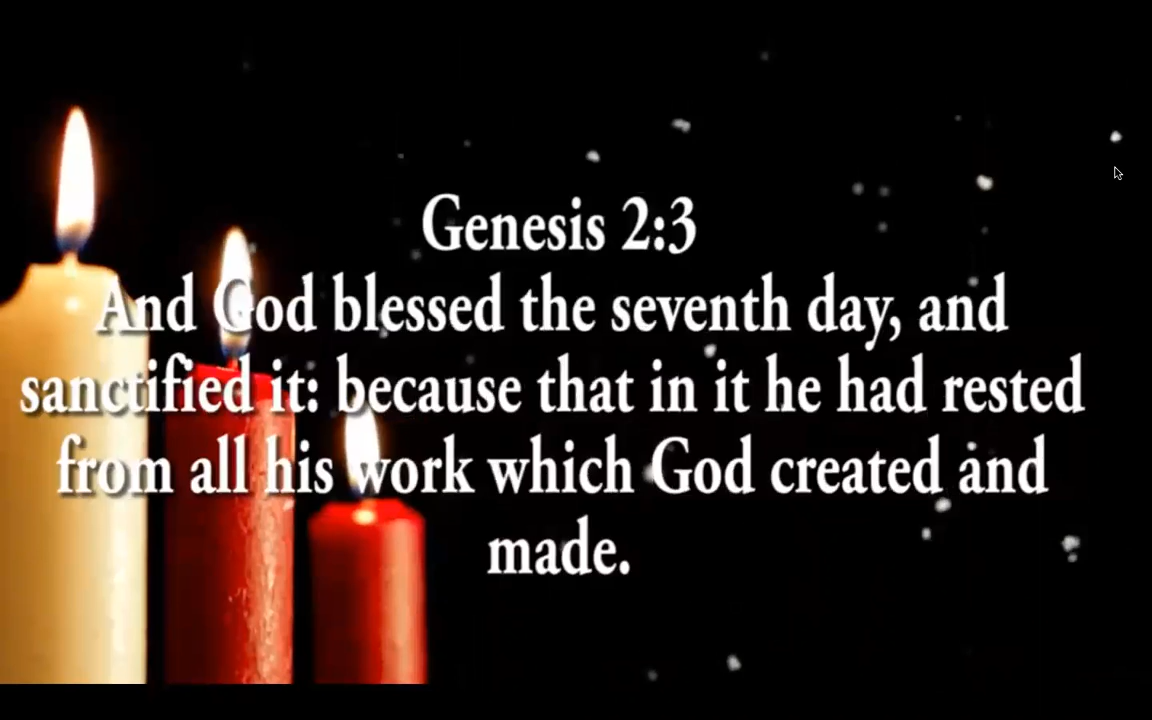 Genesis 2:3
And God blessed the seventh day, and
sanctified it: because that in it he had rested
from all his work which God created and
made.